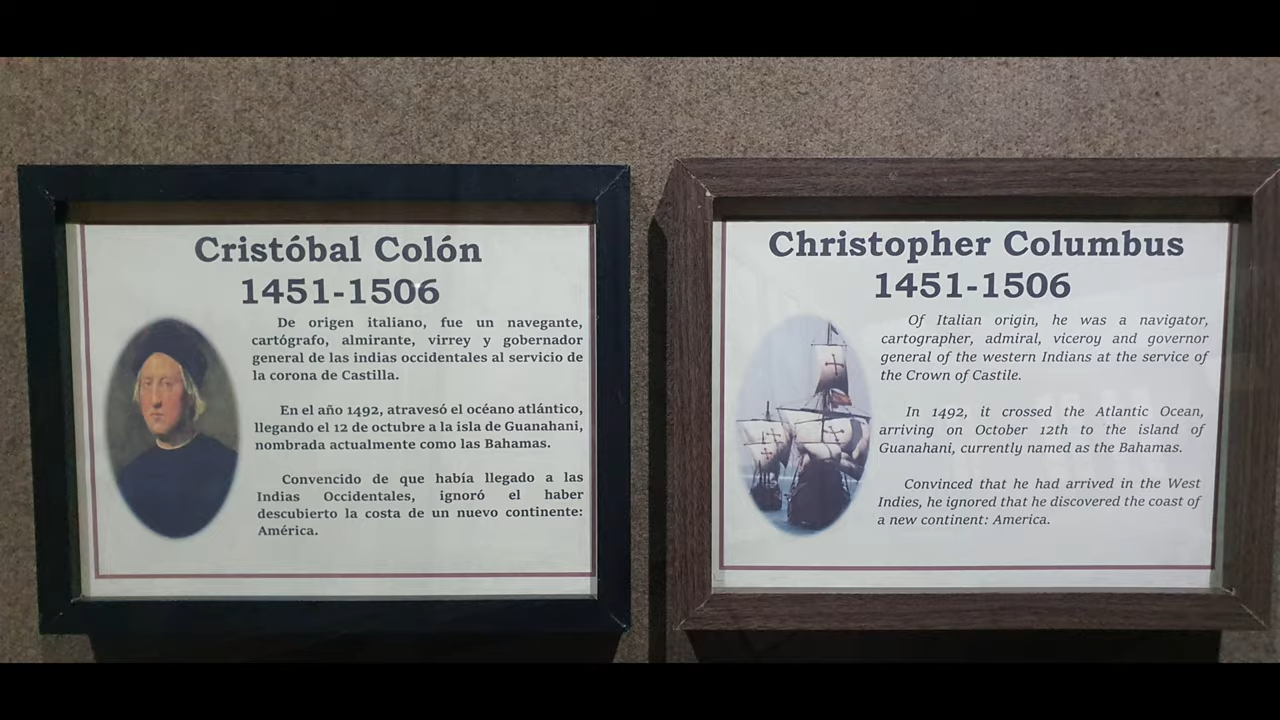 Cristóbal Colón
1451-1506
De origen italiano, fue un navegante,
cartógrafo, almirante, virrey y gobernador
general de las indias occidentales al servicio de
la corona de Castilla.
En el año 1492, atravesó el océano atlántico,
llegando el 12 de octubre a la isla de Guanahani,
nombrada actualmente como las Bahamas.
Convencido de que había llegado a las
Indias Occidentales, ignoró el haber
descubierto la costa de un nuevo continente:
América.
Christopher Columbus
1451-1506
Of Italian origin, he was a navigator,
cartographer, admiral, viceroy and governor
general of the western Indians at the service of
the Crown of Castile.
In 1492, it crossed the Atlantic Ocean,
arriving on October 12th to the island of
Guanahani, currently named as the Bahamas.
Convinced that he had arrived in the West
Indies, he ignored that he discovered the coast of
a new continent: America.